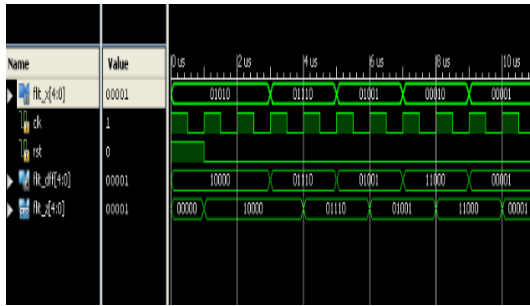 Name Value 0 us 2 us 4 us 6 us 8 us 10 us
flt_x[4:0] 00001 01010 01110 01001 00010 00001
clk 1
rst 0
flt_dff[4:0] 00001 10000 01110 01001 11000 00001
flt_z[4:0] 00001 00000 10000 01110 01001 11000 00001